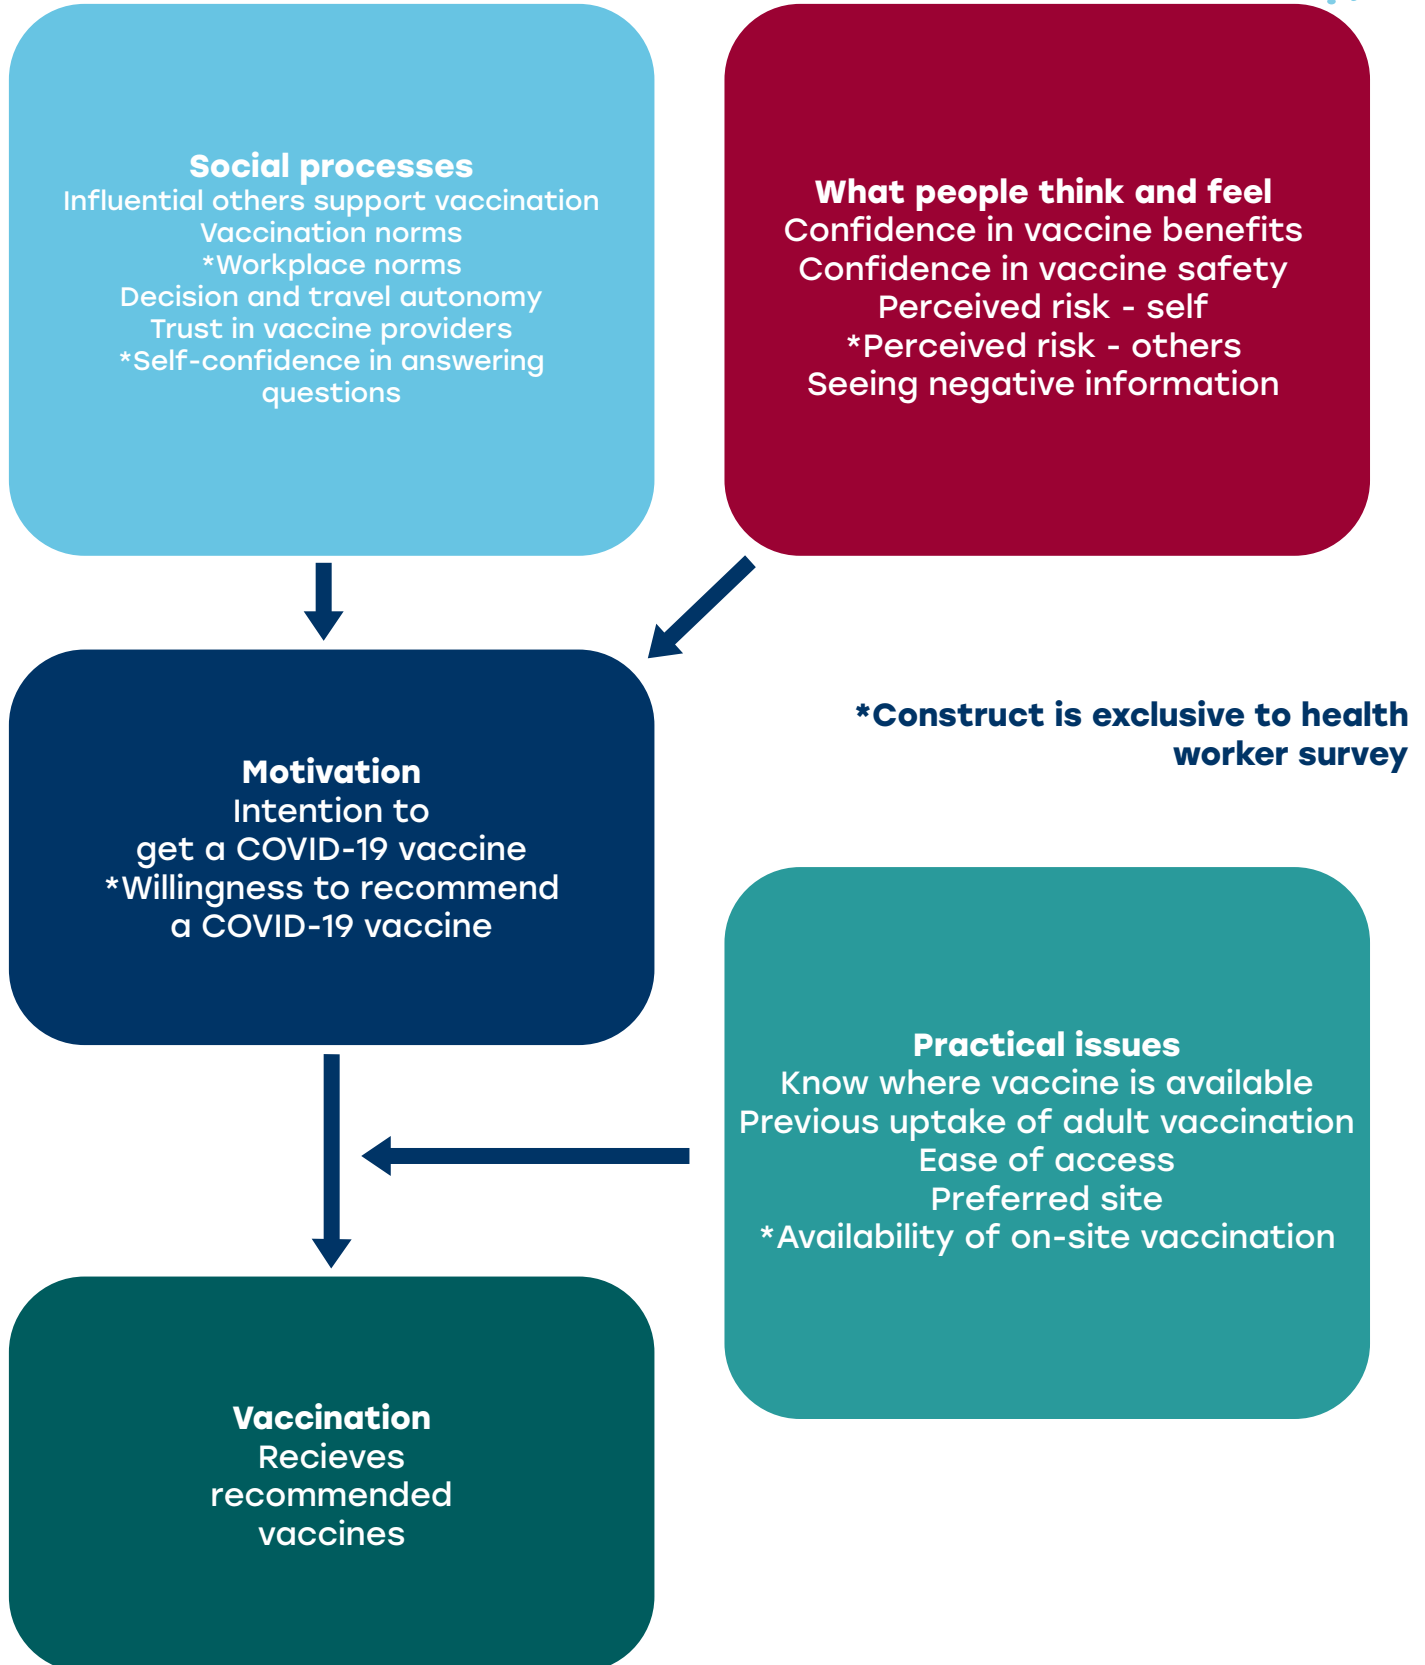 Social processes
Influential others support vaccination
Vaccination norms
*Workplace norms
Decision and travel autonomy
Trust in vaccine providers
*Self-confidence in answering
questions
What people think and feel
Confidence in vaccine benefits
Confidence in vaccine safety
Perceived risk - self
*Perceived risk - others
Seeing negative information
Motivation
Intention to
get a COVID-19 vaccine
*Willingness to recommend
a COVID-19 vaccine
*Construct is exclusive to health
worker survey
Practical issues
Know where vaccine is available
Previous uptake of adult vaccination
Ease of access
Preferred site
*Availability of on-site vaccination
Vaccination
Recieves
recommended
vaccines